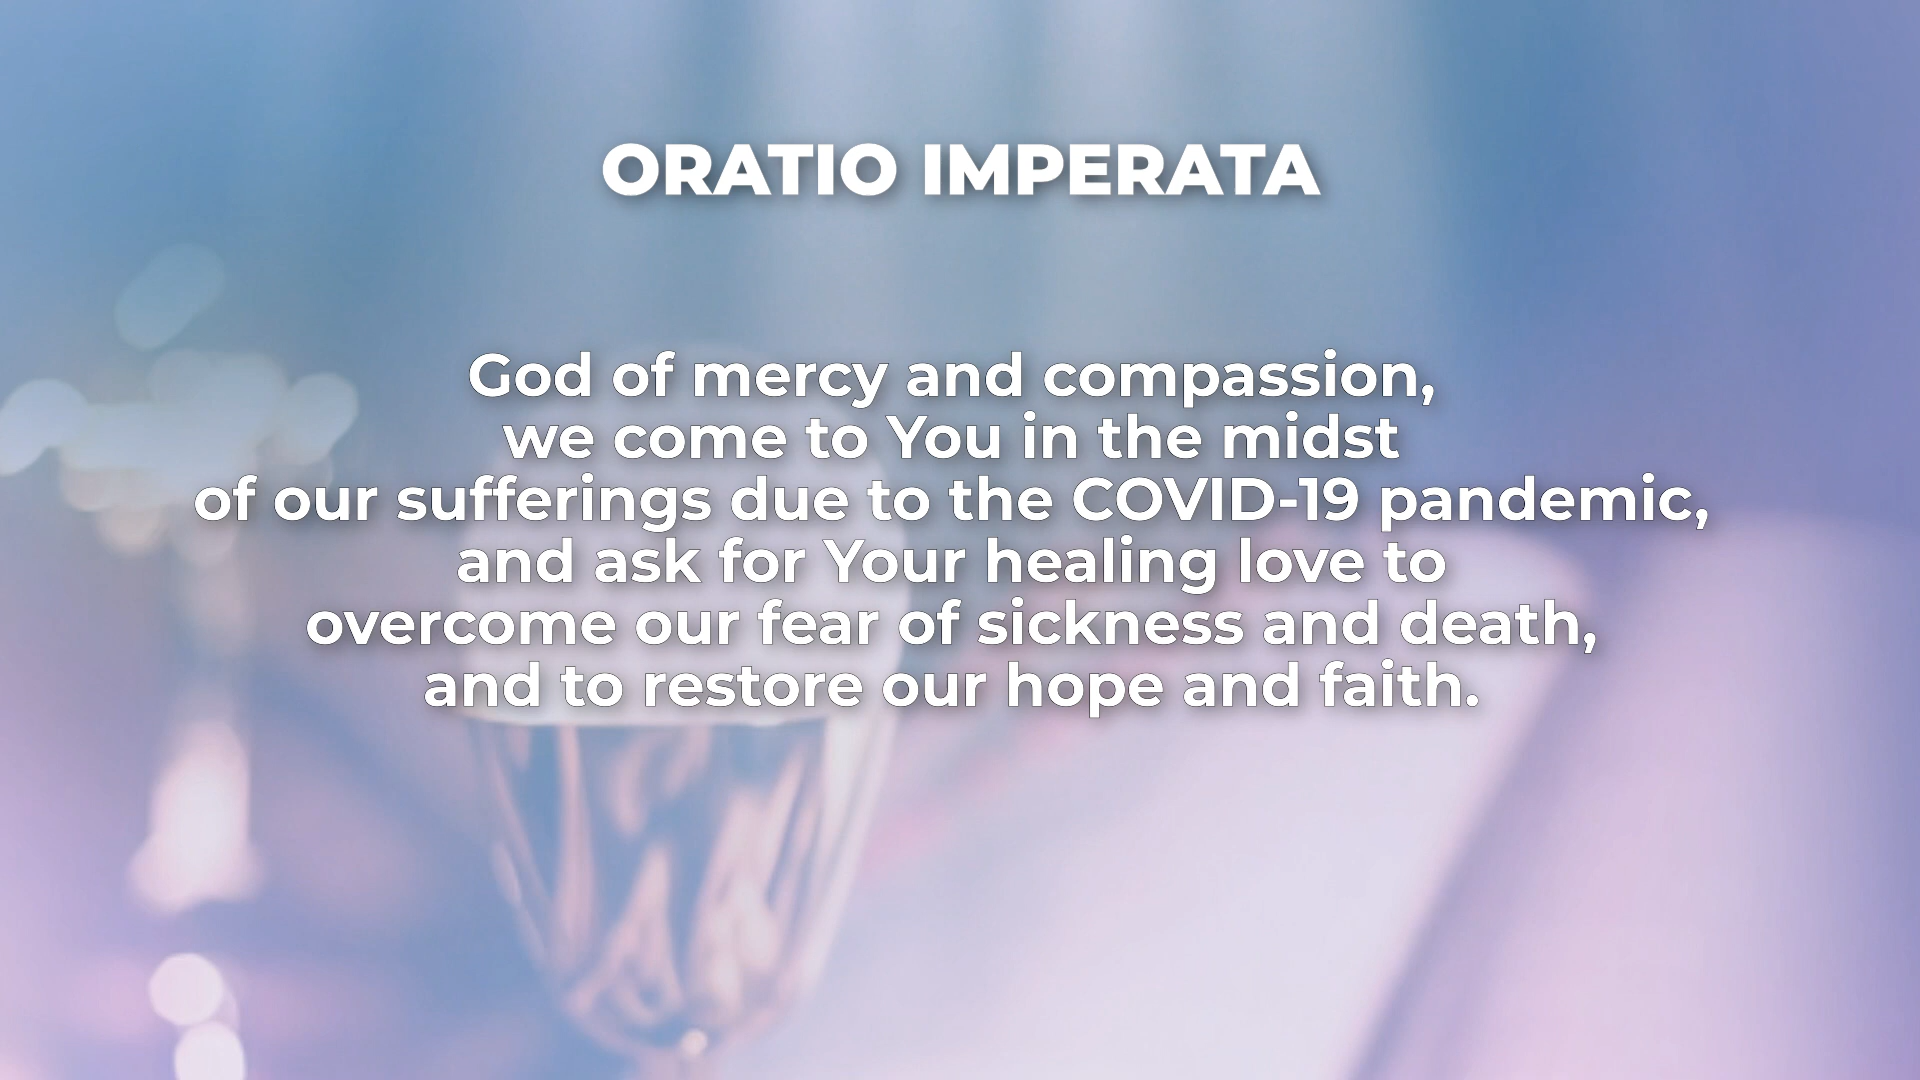 ORATIO IMPERATA
God of mercy and compassion,
we come to You in the midst
of our sufferings due to the COVID-19 pandemic,
and ask for Your healing love to
overcome our fear of sickness and death,
and to restore our hope and faith.